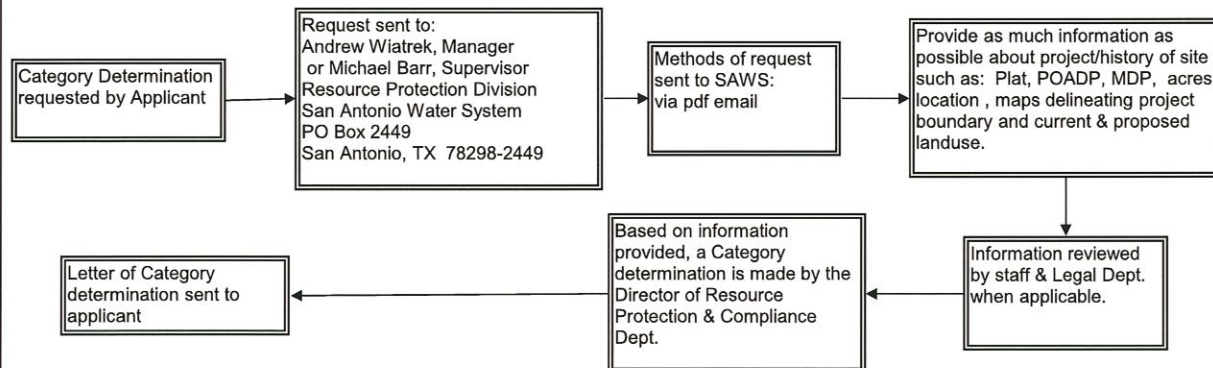 Category Determination
requested by Applicant
Request sent to:
Andrew Wiatrek, Manager
or Michael Barr, Supervisor
Resource Protection Division
San Antonio Water System
PO Box 2449
San Antonio, TX 78298-2449
Methods of request
sent to SAWS:
via pdf email
Provide as much information as
possible about project/history of site
such as: Plat, POADP, MDP, acres
location , maps delineating project
boundary and current & proposed
landuse.
Information reviewed
by staff & Legal Dept.
when applicable.
Based on information
provided, a Category
determination is made by the
Director of Resource
Protection & Compliance
Dept.
Letter of Category
determination sent to
applicant